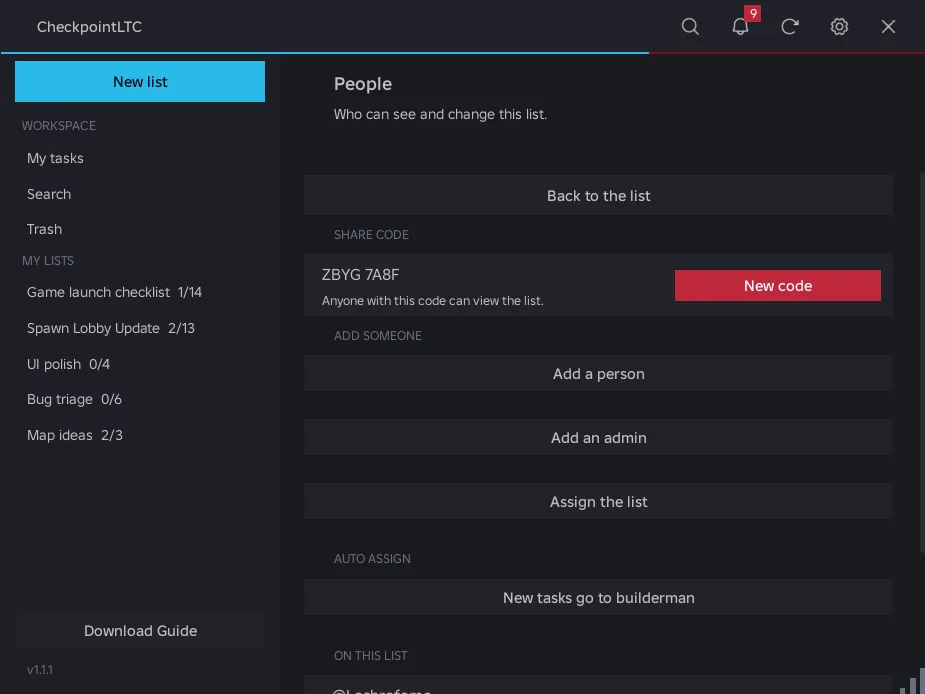 CheckpointLTC
9
New list
WORKSPACE
My tasks
Search
Trash
MY LISTS
Game launch checklist 1/14
Spawn Lobby Update 2/13
UI polish 0/4
Bug triage 0/6
Map ideas 2/3
Download Guide
v1.1.1
People
Who can see and change this list.
Back to the list
SHARE CODE
ZBYG 7A8F
Anyone with this code can view the list.
New code
ADD SOMEONE
Add a person
Add an admin
Assign the list
AUTO ASSIGN
New tasks go to builderman
ON THIS LIST